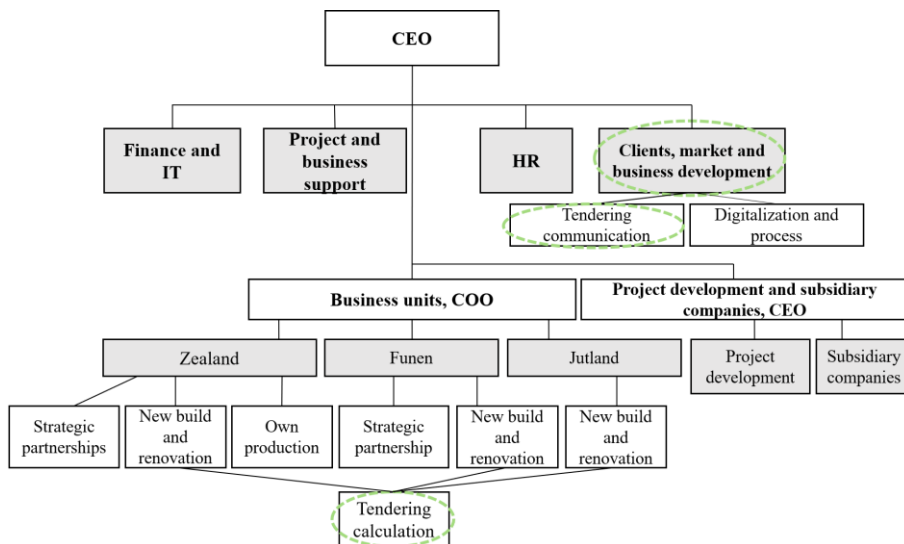 CEO
Finance and
IT
Project and
business
support
HR
Clients, market and
business development
Tendering
communication
Digitalization and
process
Business units, COO
Project development and subsidiary
companies, CEO
Zealand
Funen
Jutland
Project
development
Subsidiary
companies
Strategic
partnerships
New build
and
renovation
Own
production
Strategic
partnership
New build
and
renovation
New build
and
renovation
Tendering
calculation